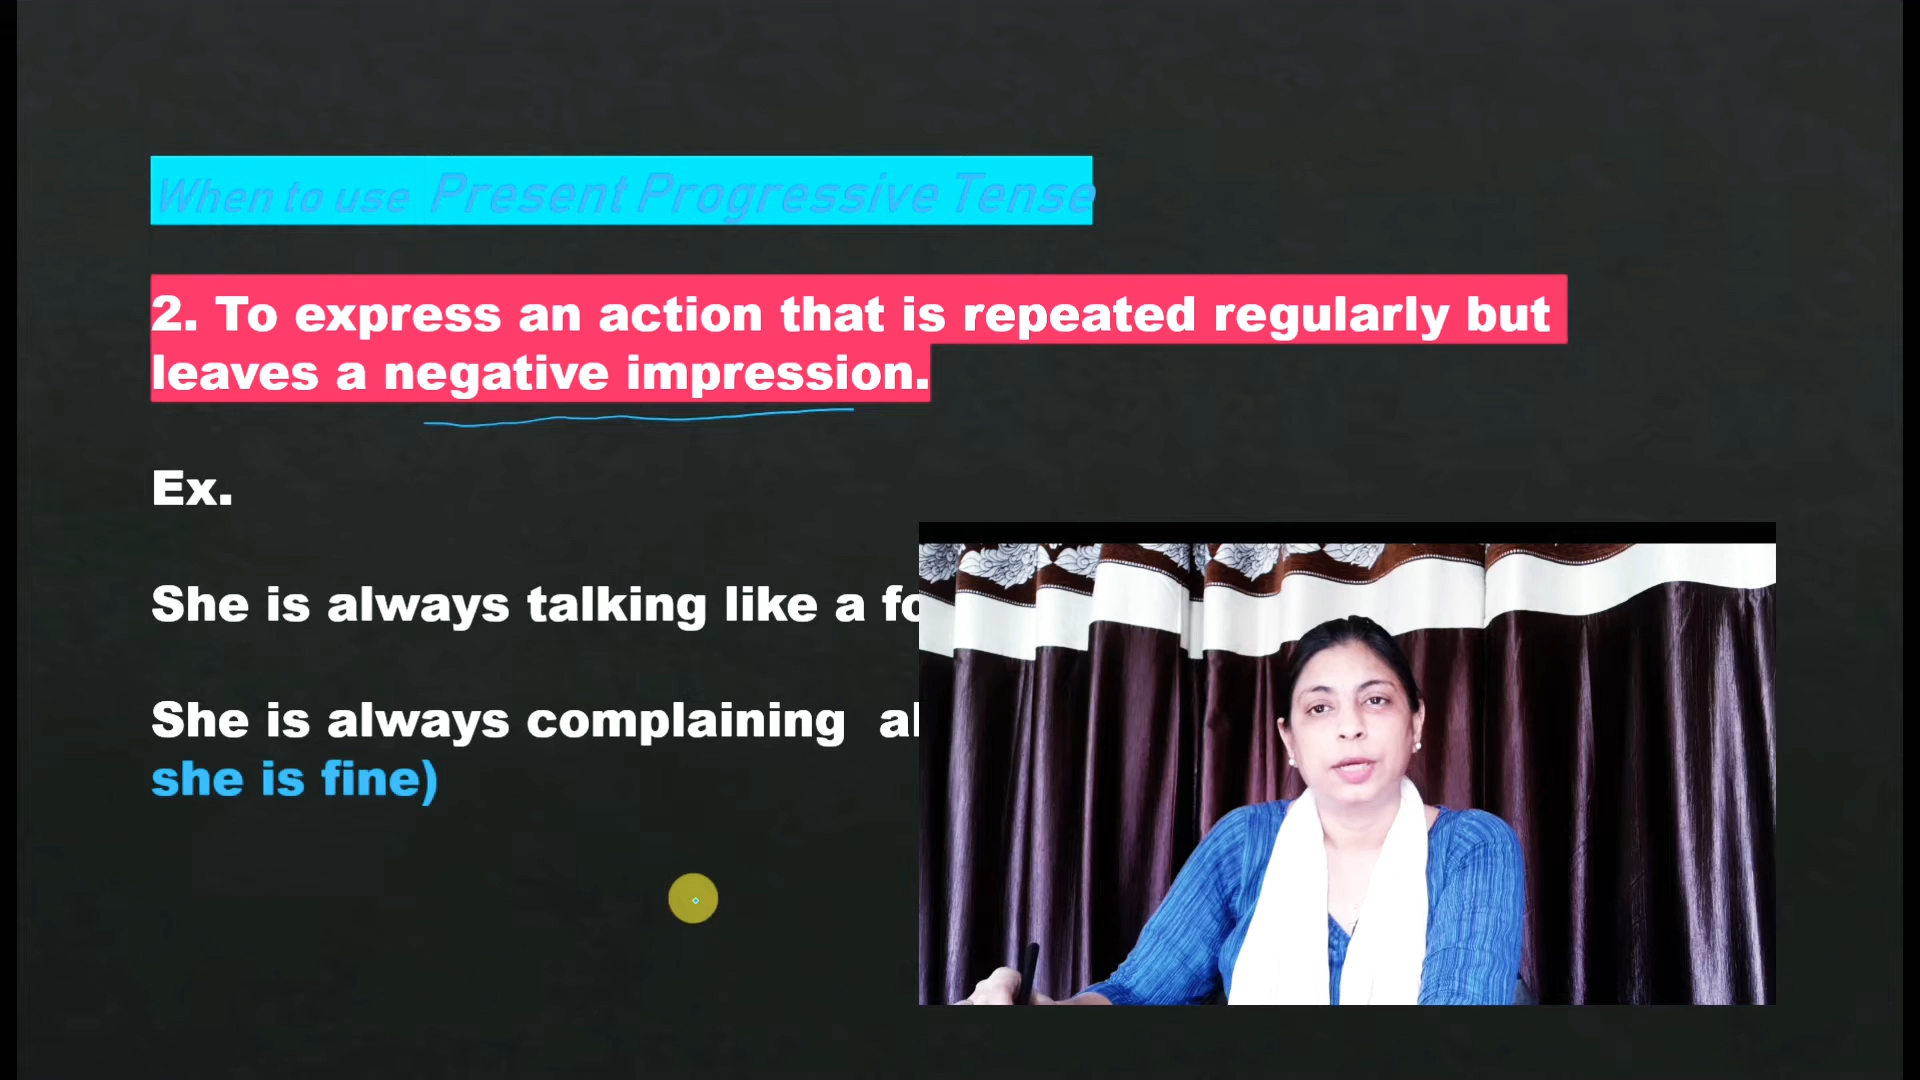 When to use Present Progressive Tense
2. To express an action that is repeated regularly but
leaves a negative impression.
Ex.
She is always talking like a
She is always complaining
she is fine)